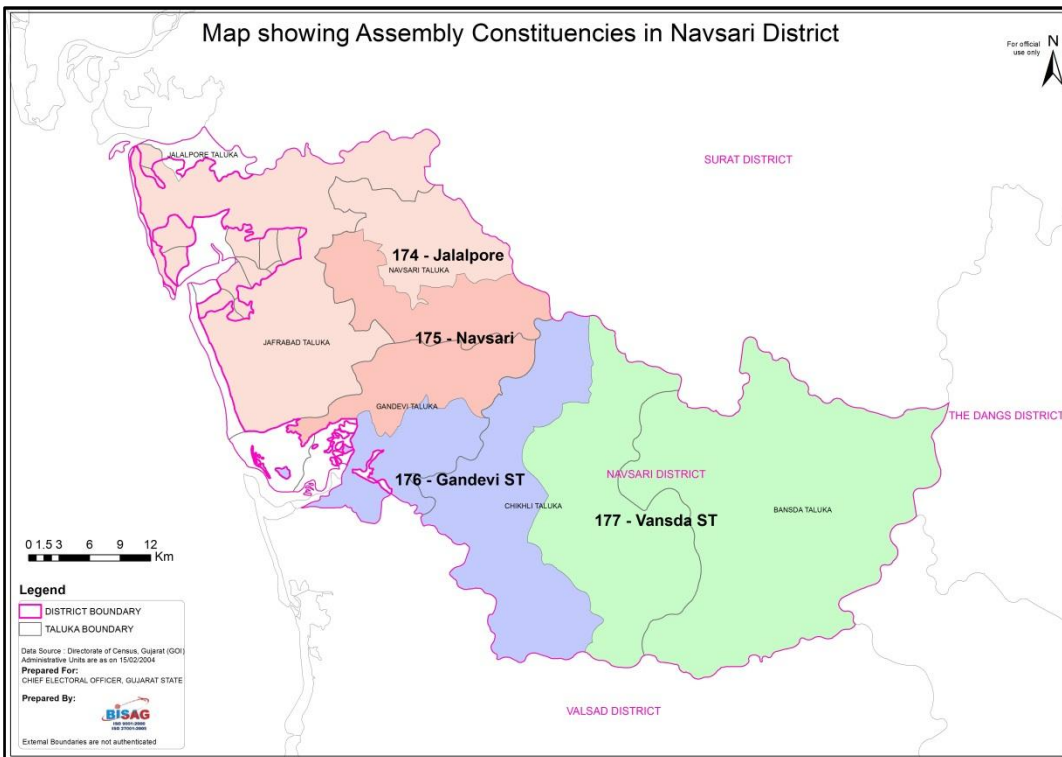 Map showing Assembly Constituencies in Navsari District
For official
use only
N
JALALPORE TALUKA
SURAT DISTRICT
174 - Jalalpore
NAVSARI TALUKA
175 - Navsari
JAFRABAD TALUKA
GANDEVI TALUKA
THE DANGS DISTRICT
176 - Gandevi ST
NAVSARI DISTRICT
CHIKHLI TALUKA
177 - Vansda ST
BANSDA TALUKA
0 1.5 3 6 9 12
Km
Legend
DISTRICT BOUNDARY
TALUKA BOUNDARY
Data Source : Directorate of Census, Gujarat (GOI)
Administrative Units are as on 15/02/2004
Prepared For:
CHIEF ELECTORAL OFFICER, GUJARAT STATE
Prepared By:
BISAG
External Boundaries are not authenticated
VALSAD DISTRICT